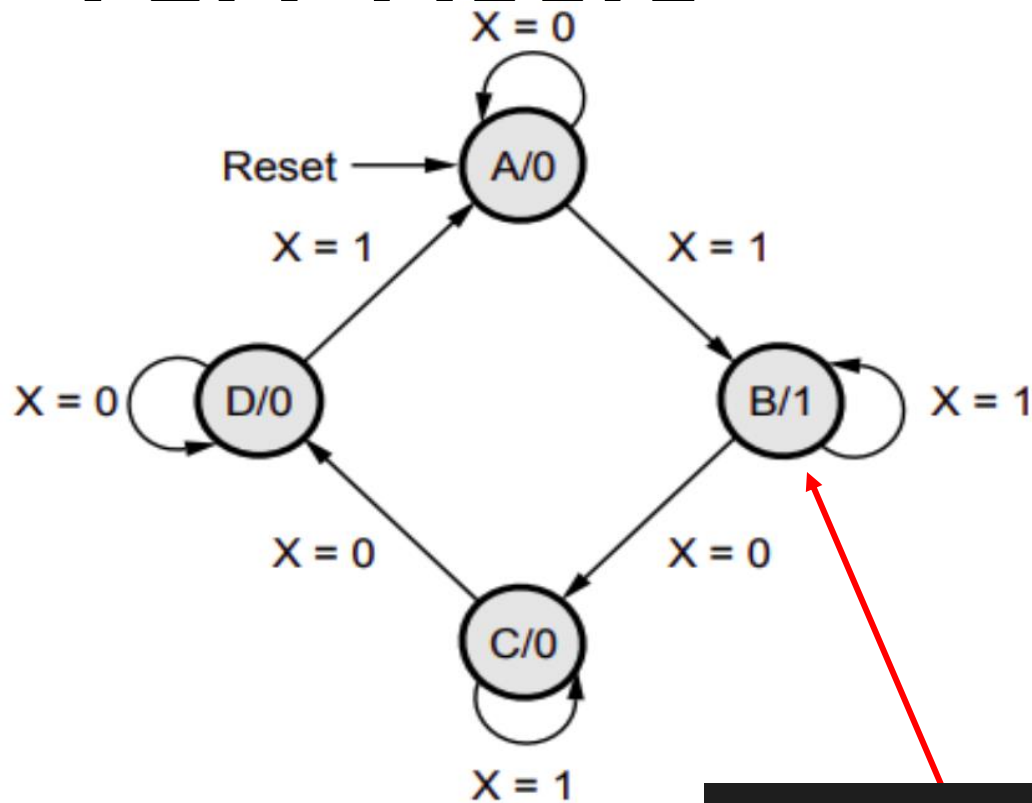 X = 0
Reset
A/0
X = 1
X = 1
X = 0
D/0
B/1
X = 1
X = 0
X = 0
C/0
X = 1